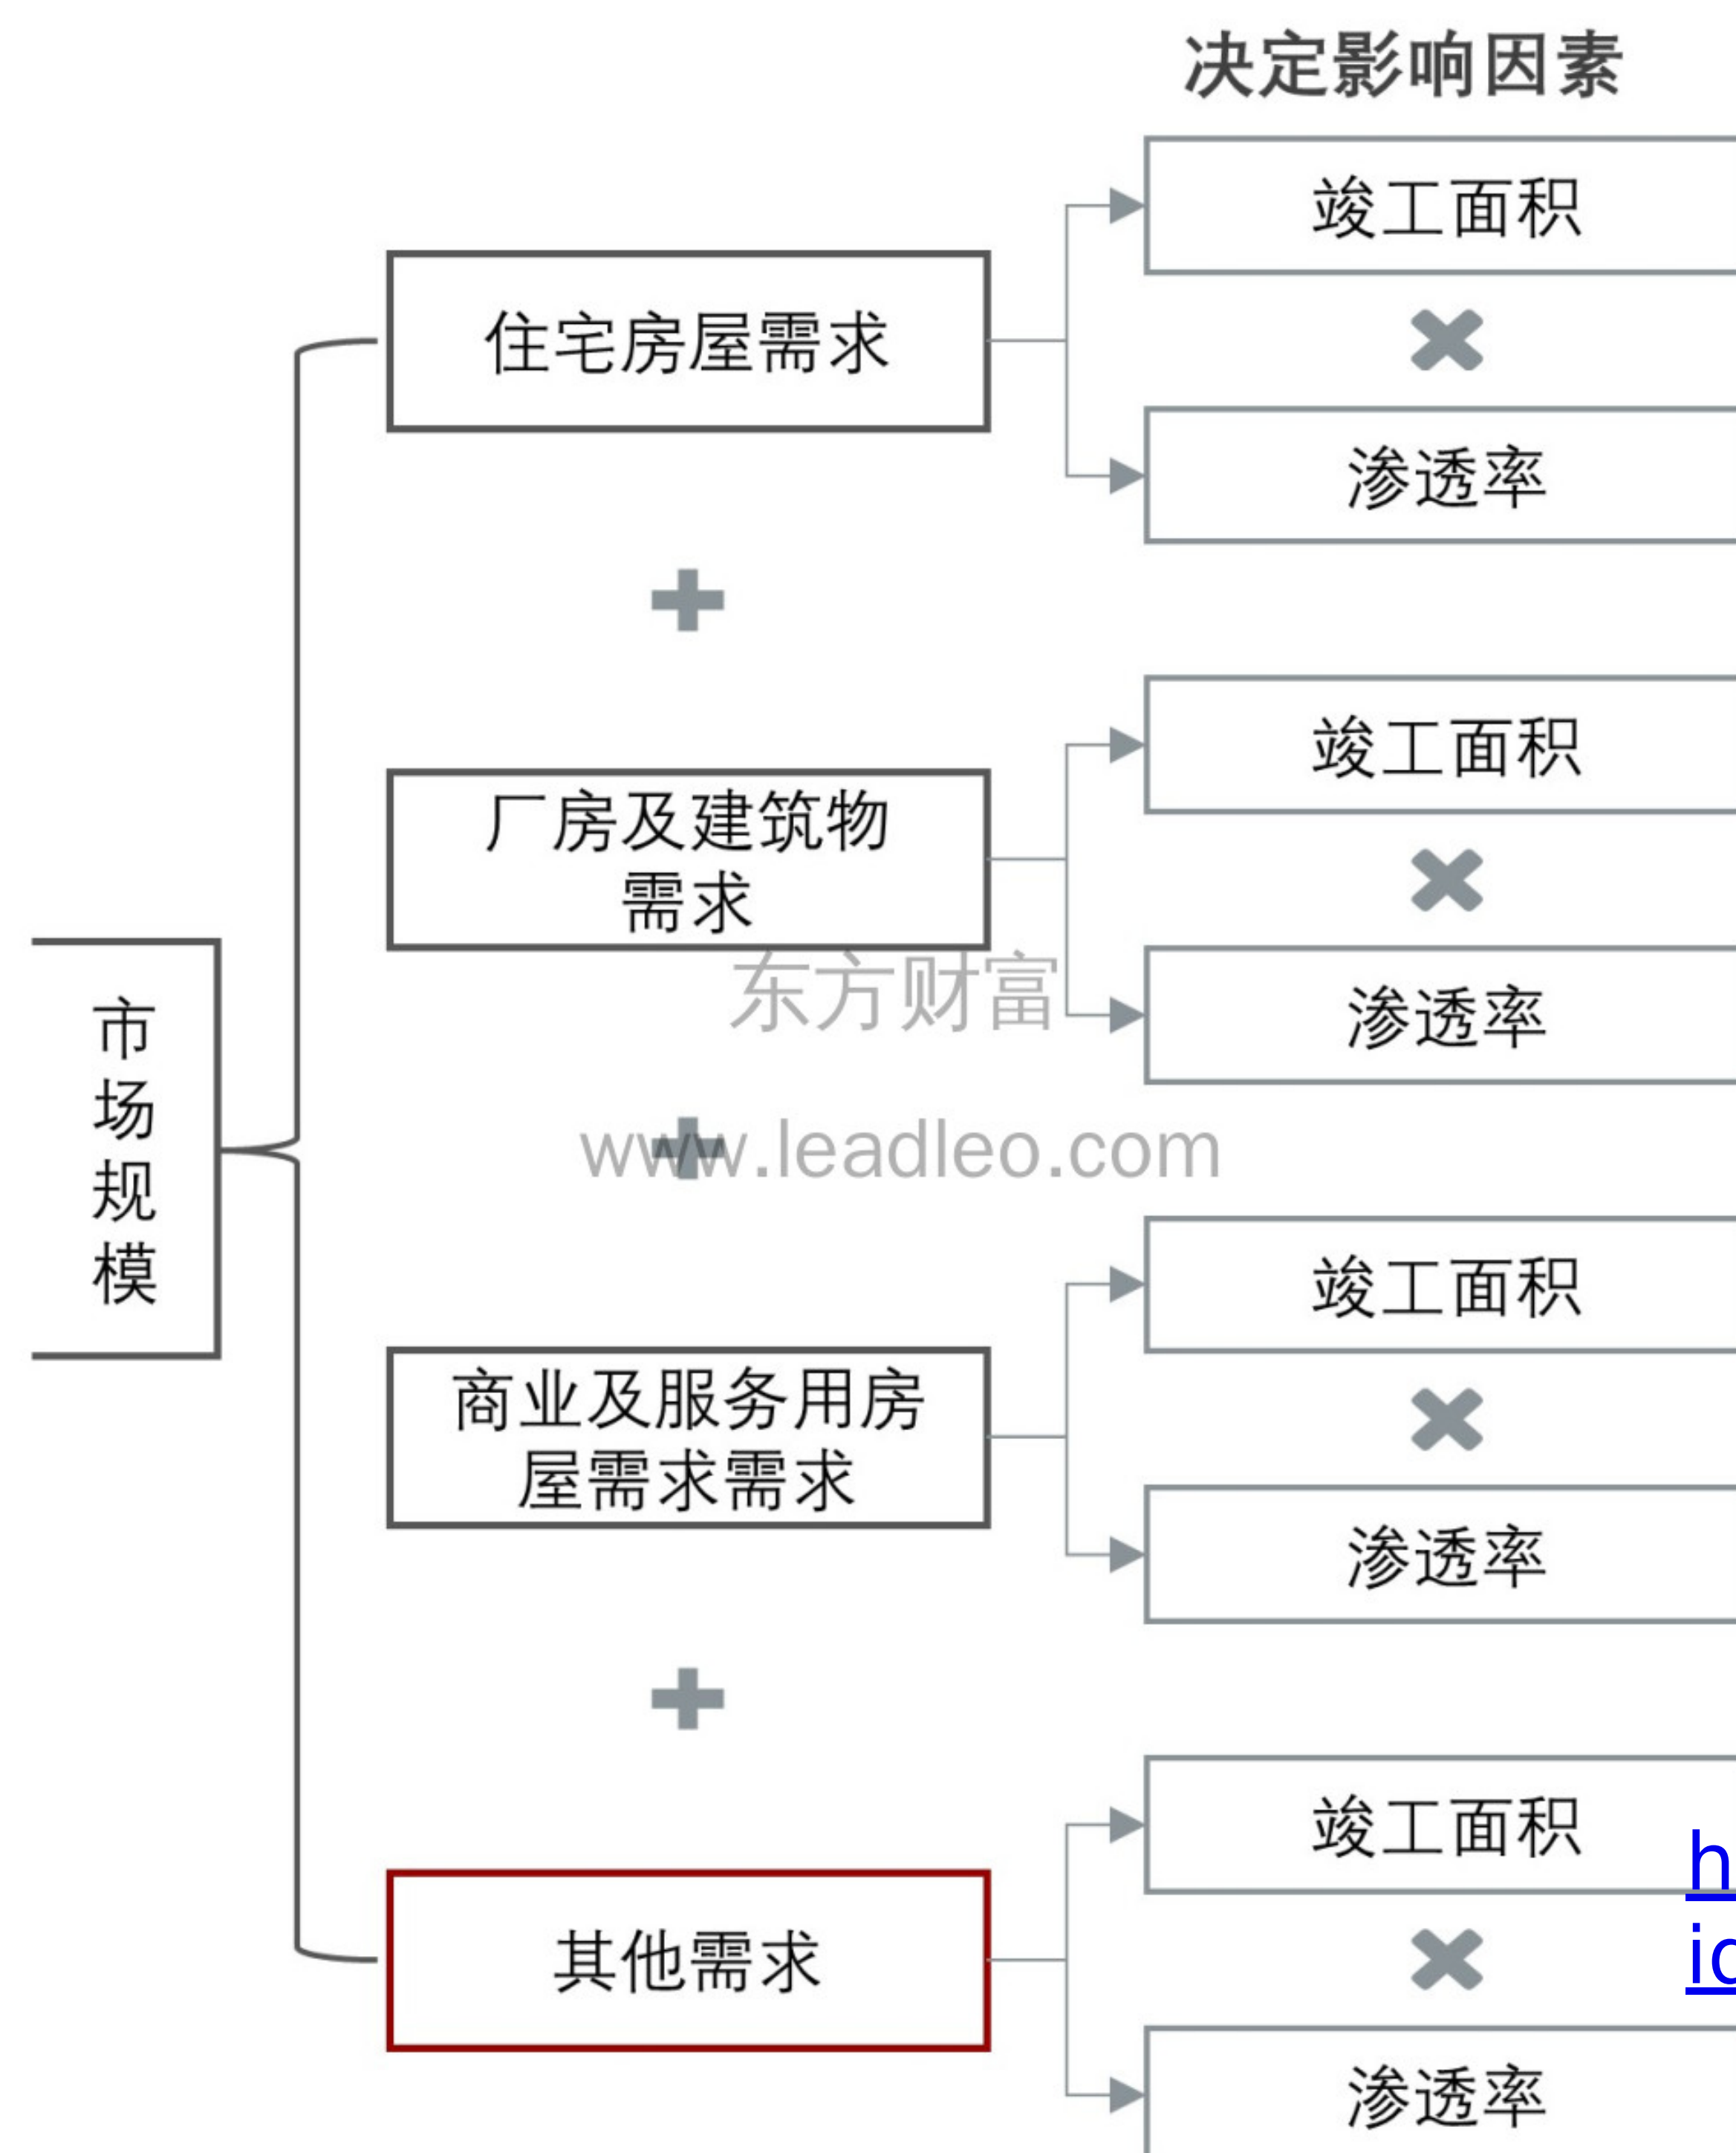 决定影响因素
竣工面积
住宅房屋需求
渗透率
竣工面积
厂房及建筑物
需求
渗透率
东方财富
市
场
规
模
www.leadleo.com
竣工面积
商业及服务用房
屋需求需求
渗透率
竣工面积
其他需求
渗透率